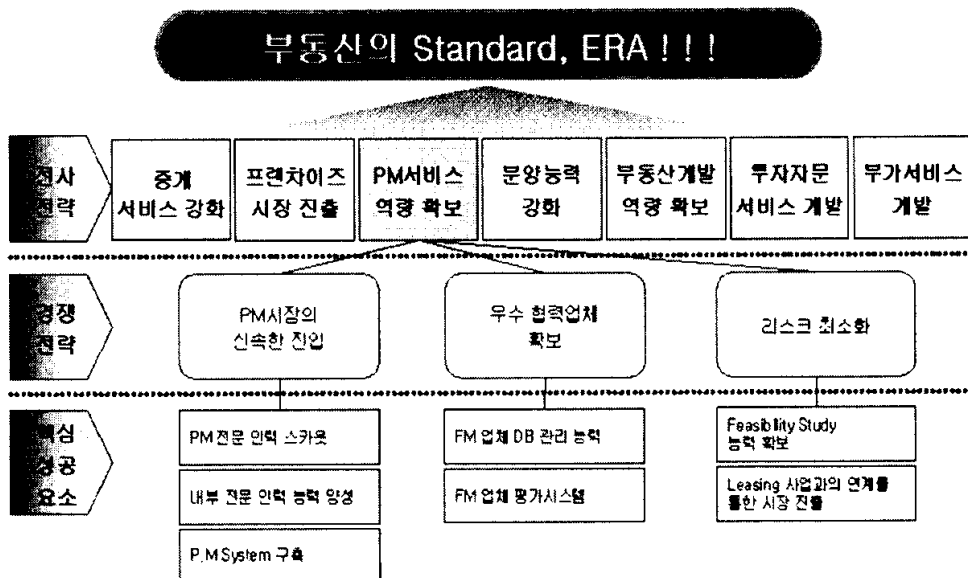 부동산의 Standard, ERA ! ! !
전사
전략
중계
서비스 강화
프랜차이즈
시장 진출
PM서비스
역량 확보
분양능력
강화
부동산개발
역량 확보
투자자문
서비스 개발
부가서비스
개발
경쟁
전략
PM시장의
신속한 진입
우수 협력업체
확보
리스크 최소화
핵심
성공
요소
PM 전문 인력 스카웃
내부 전문 인력 능력 양성
P.M System 구축
FM 업체 DB 관리 능력
FM 업체 평가시스템
Feasibility Study
능력 확보
Leasing 사업과의 연계를
통한 시장 진출